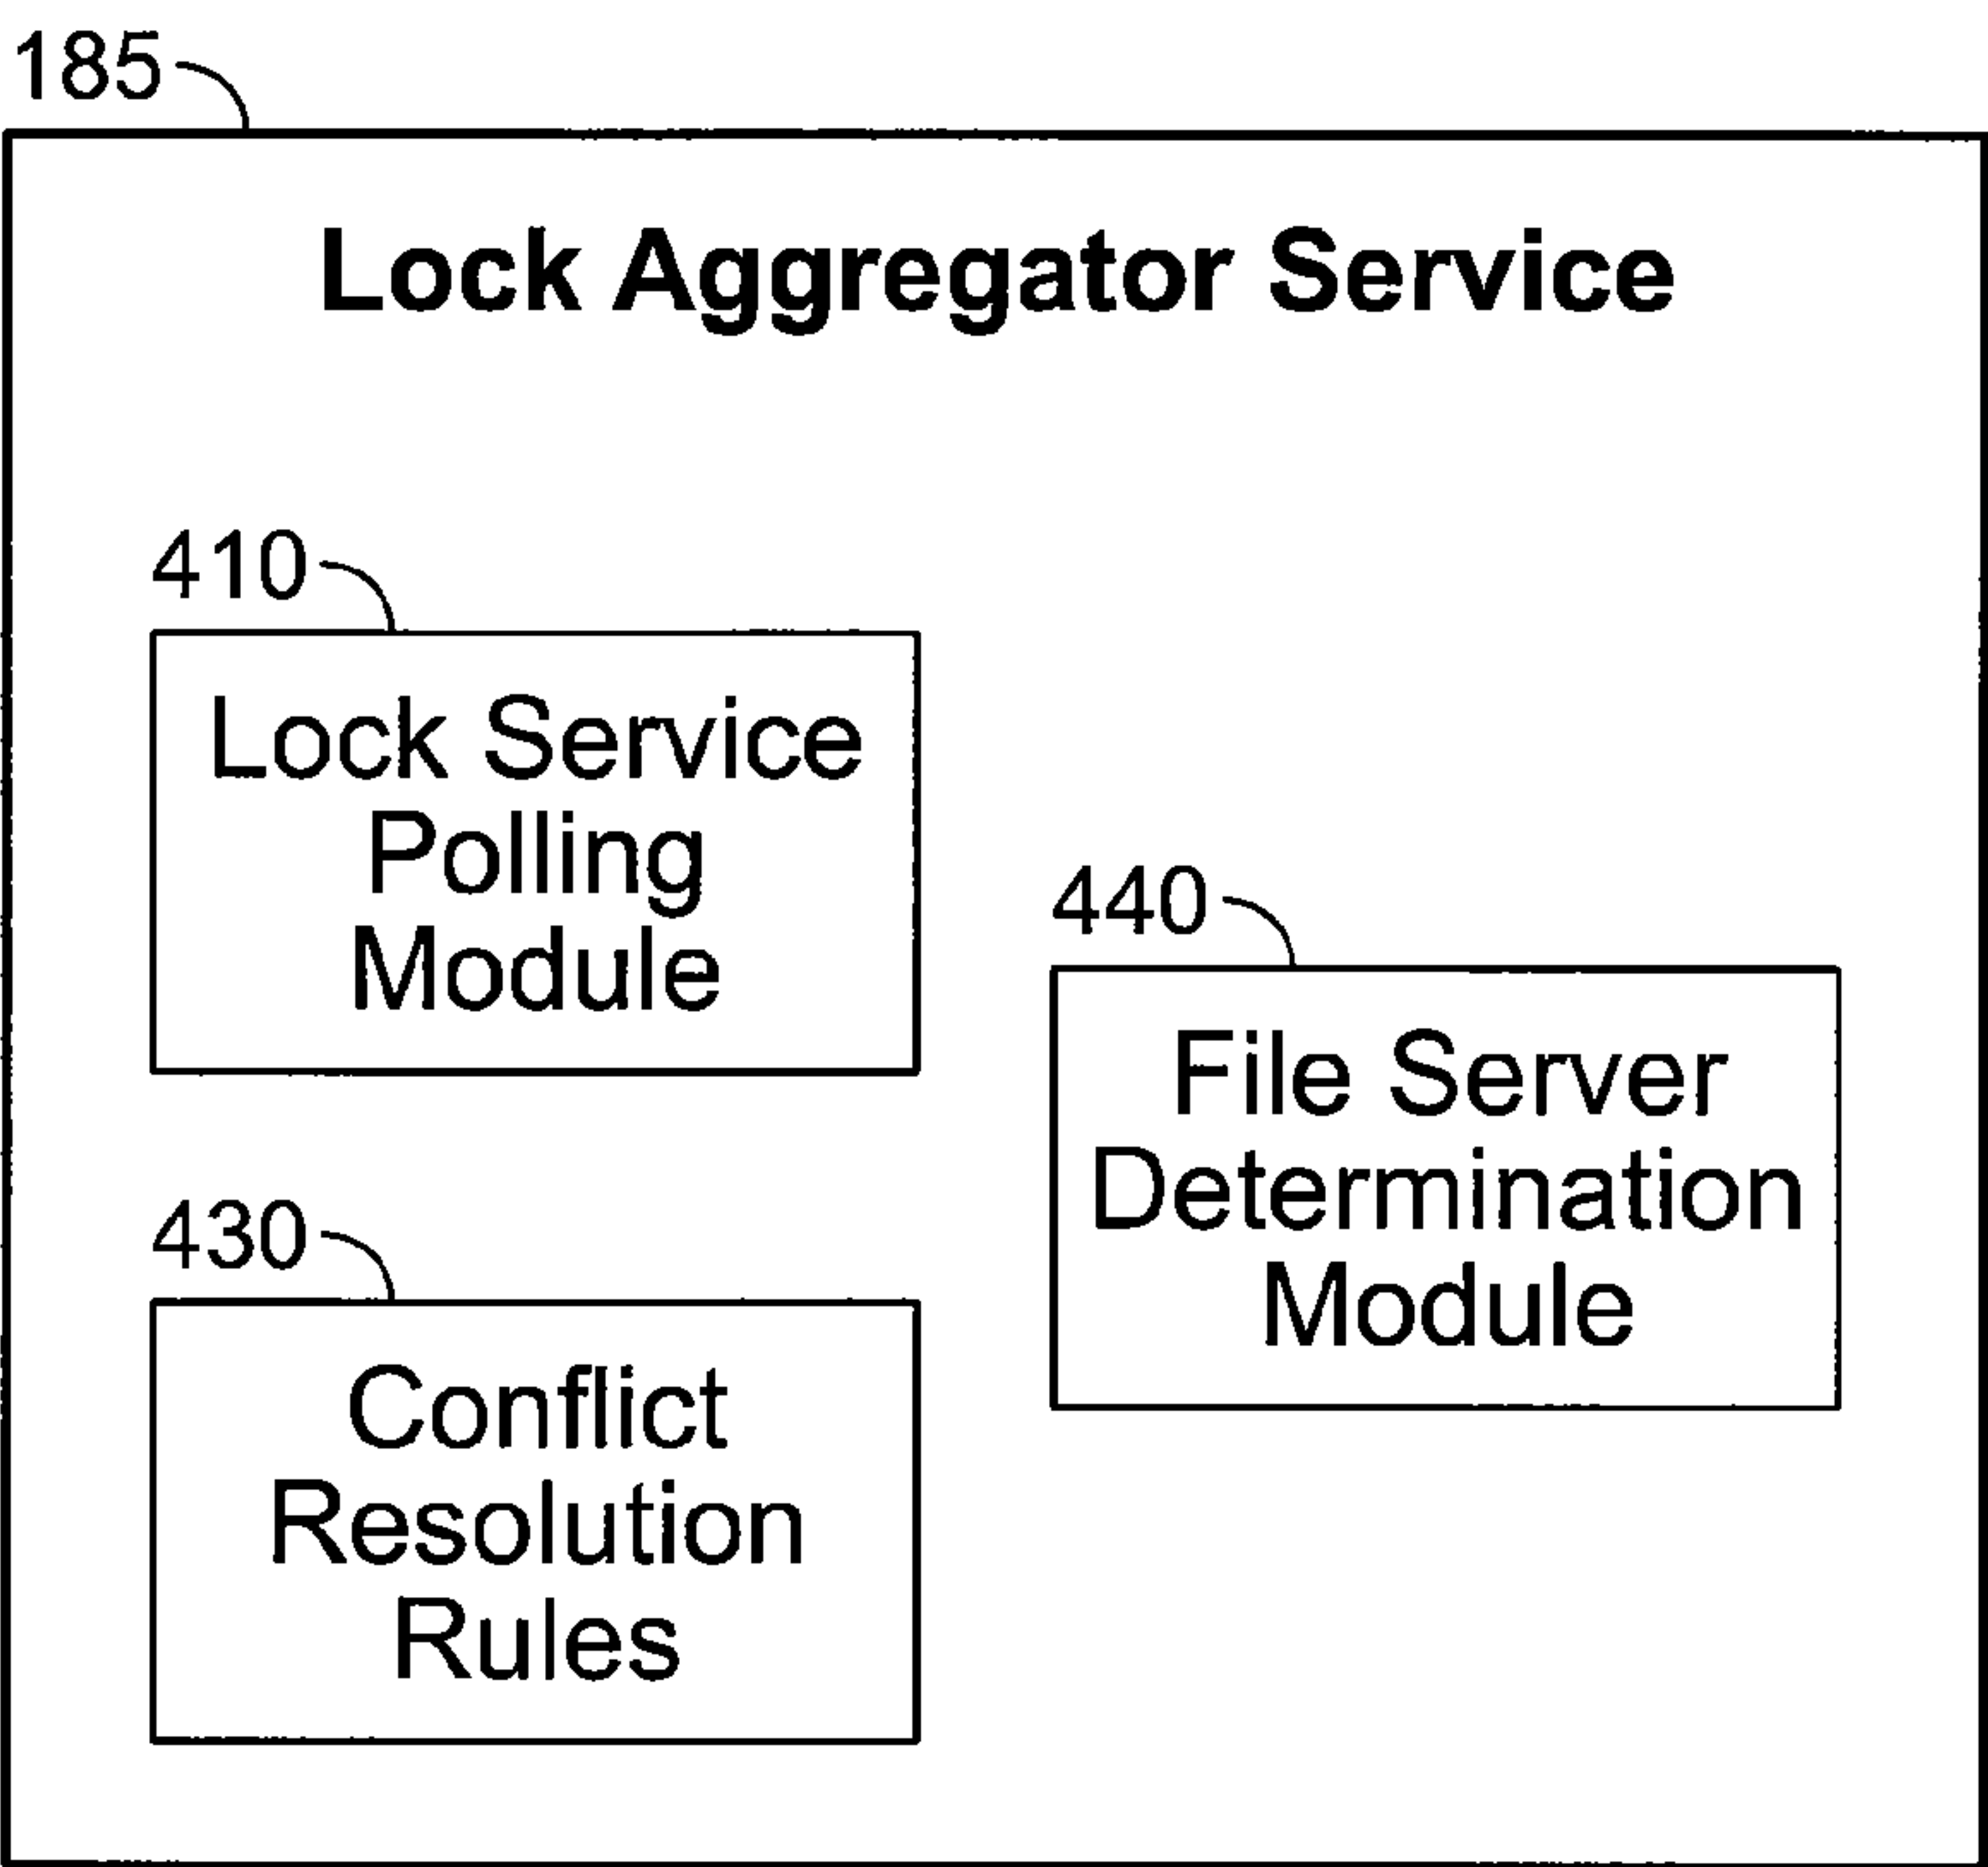 185
Lock Aggregator Service
410
Lock Service
Polling
Module
440
File Server
Determination
Module
430
Conflict
Resolution
Rules